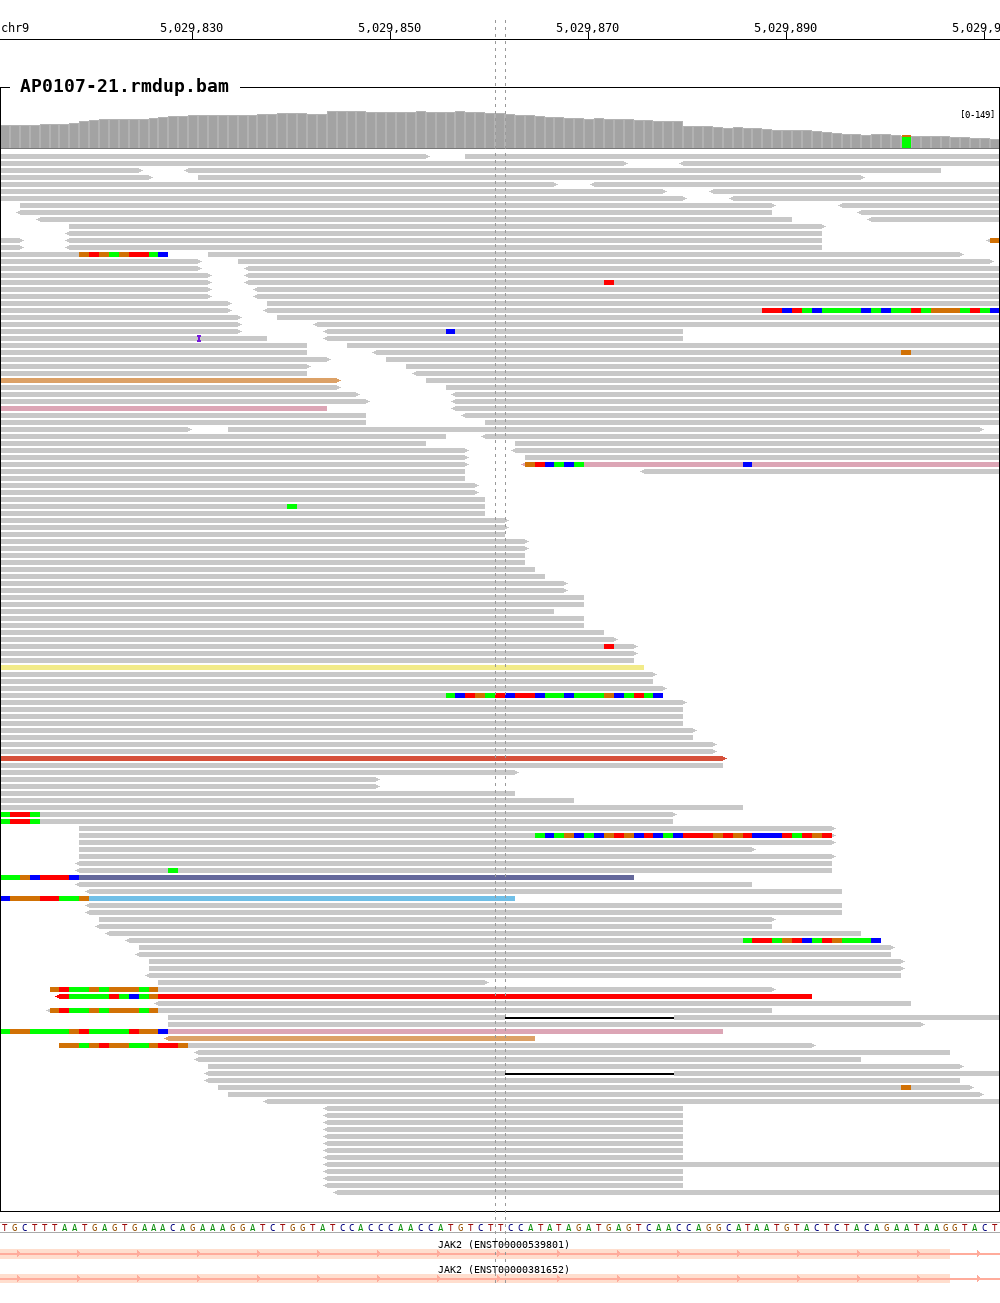 chr9 5,029,830 5,029,850 5,029,870 5,029,890 5,029,9
AP0107-21.rmdup.bam
[0-149]
I
T G C T T T A A T G A G T G A A A C A G A A A G G A T C T G G T A T C C A C C C A A C C A T G T C T T C C A T A T A G A T G A G T C A A C C A G G C A T A A T G T A C T C T A C A G A A T A A G G T A C T
JAK2 (ENST00000539801)
JAK2 (ENST00000381652)